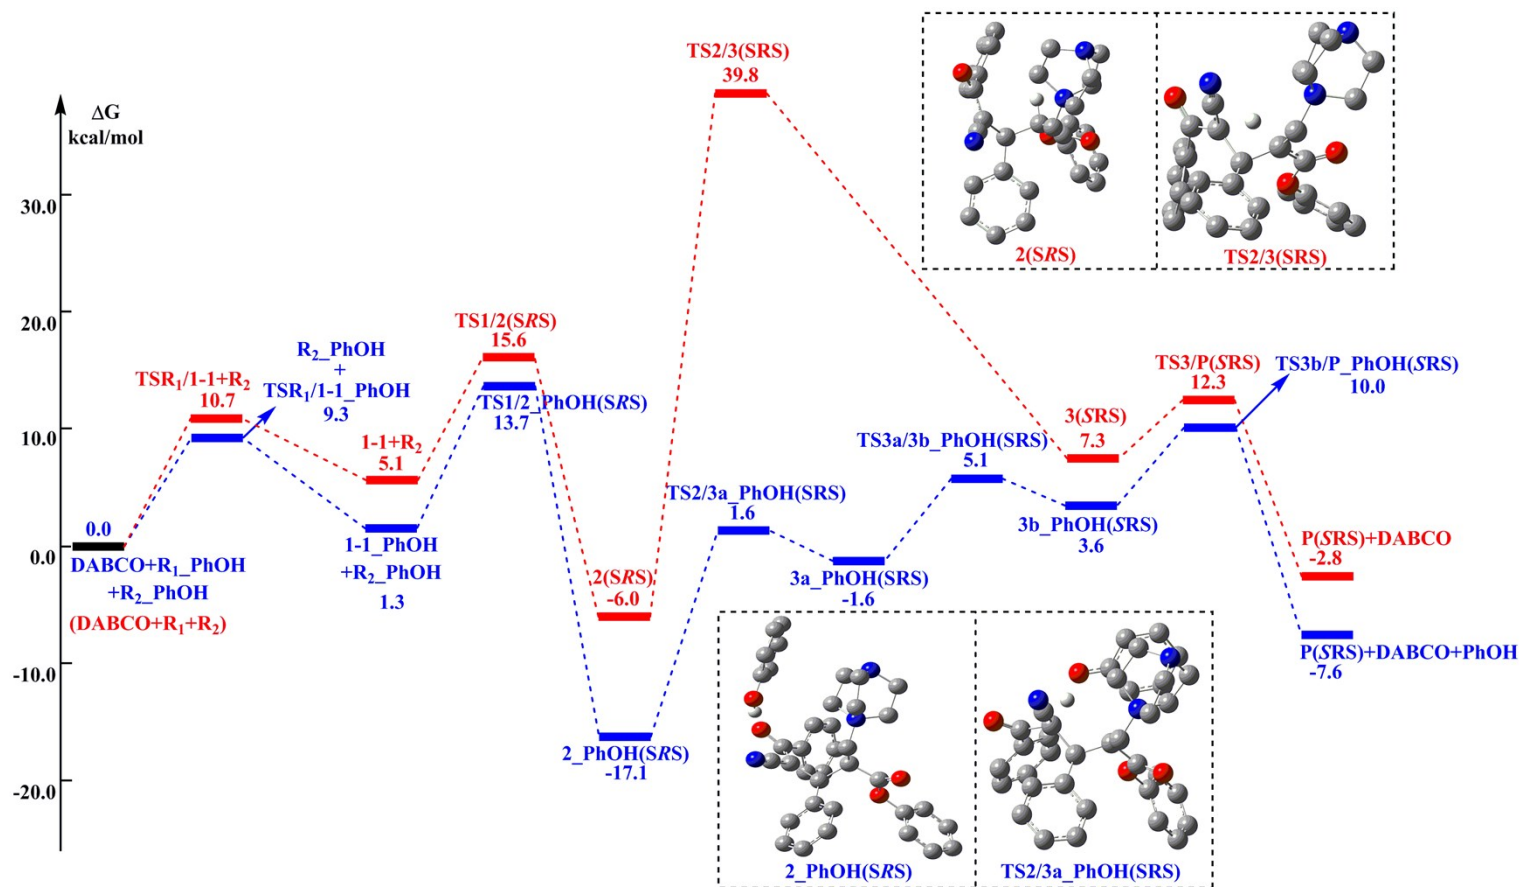 ΔG
kcal/mol
30.0
20.0
10.0
0.0
-10.0
-20.0
0.0
DABCO+R₁_PhOH
+R₂_PhOH
(DABCO+R₁+R₂)
TSR₁/1-1+R₂
10.7
R₂_PhOH
+
TSR₁/1-1_PhOH
9.3
1-1+R₂
5.1
1-1_PhOH
+R₂_PhOH
1.3
TS1/2(SRS)
15.6
TS1/2_PhOH(SRS)
13.7
2(SRS)
-6.0
2_PhOH(SRS)
-17.1
TS2/3(SRS)
39.8
TS2/3a_PhOH(SRS)
1.6
3a_PhOH(SRS)
-1.6
TS3a/3b_PhOH(SRS)
5.1
3(SRS)
7.3
3b_PhOH(SRS)
3.6
TS3/P(SRS)
12.3
TS3b/P_PhOH(SRS)
10.0
P(SRS)+DABCO
-2.8
P(SRS)+DABCO+PhOH
-7.6
2(SRS)
TS2/3(SRS)
2_PhOH(SRS)
TS2/3a_PhOH(SRS)